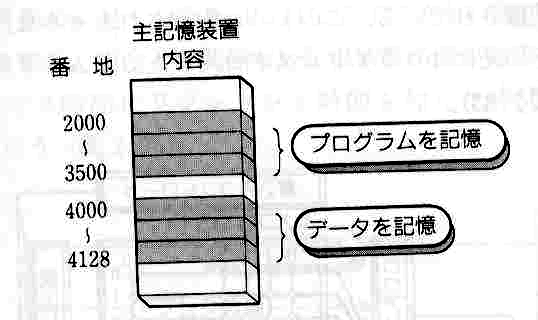 主記憶装置
番 地 内容
2000
〜
3500
プログラムを記憶
4000
〜
4128
データを記憶